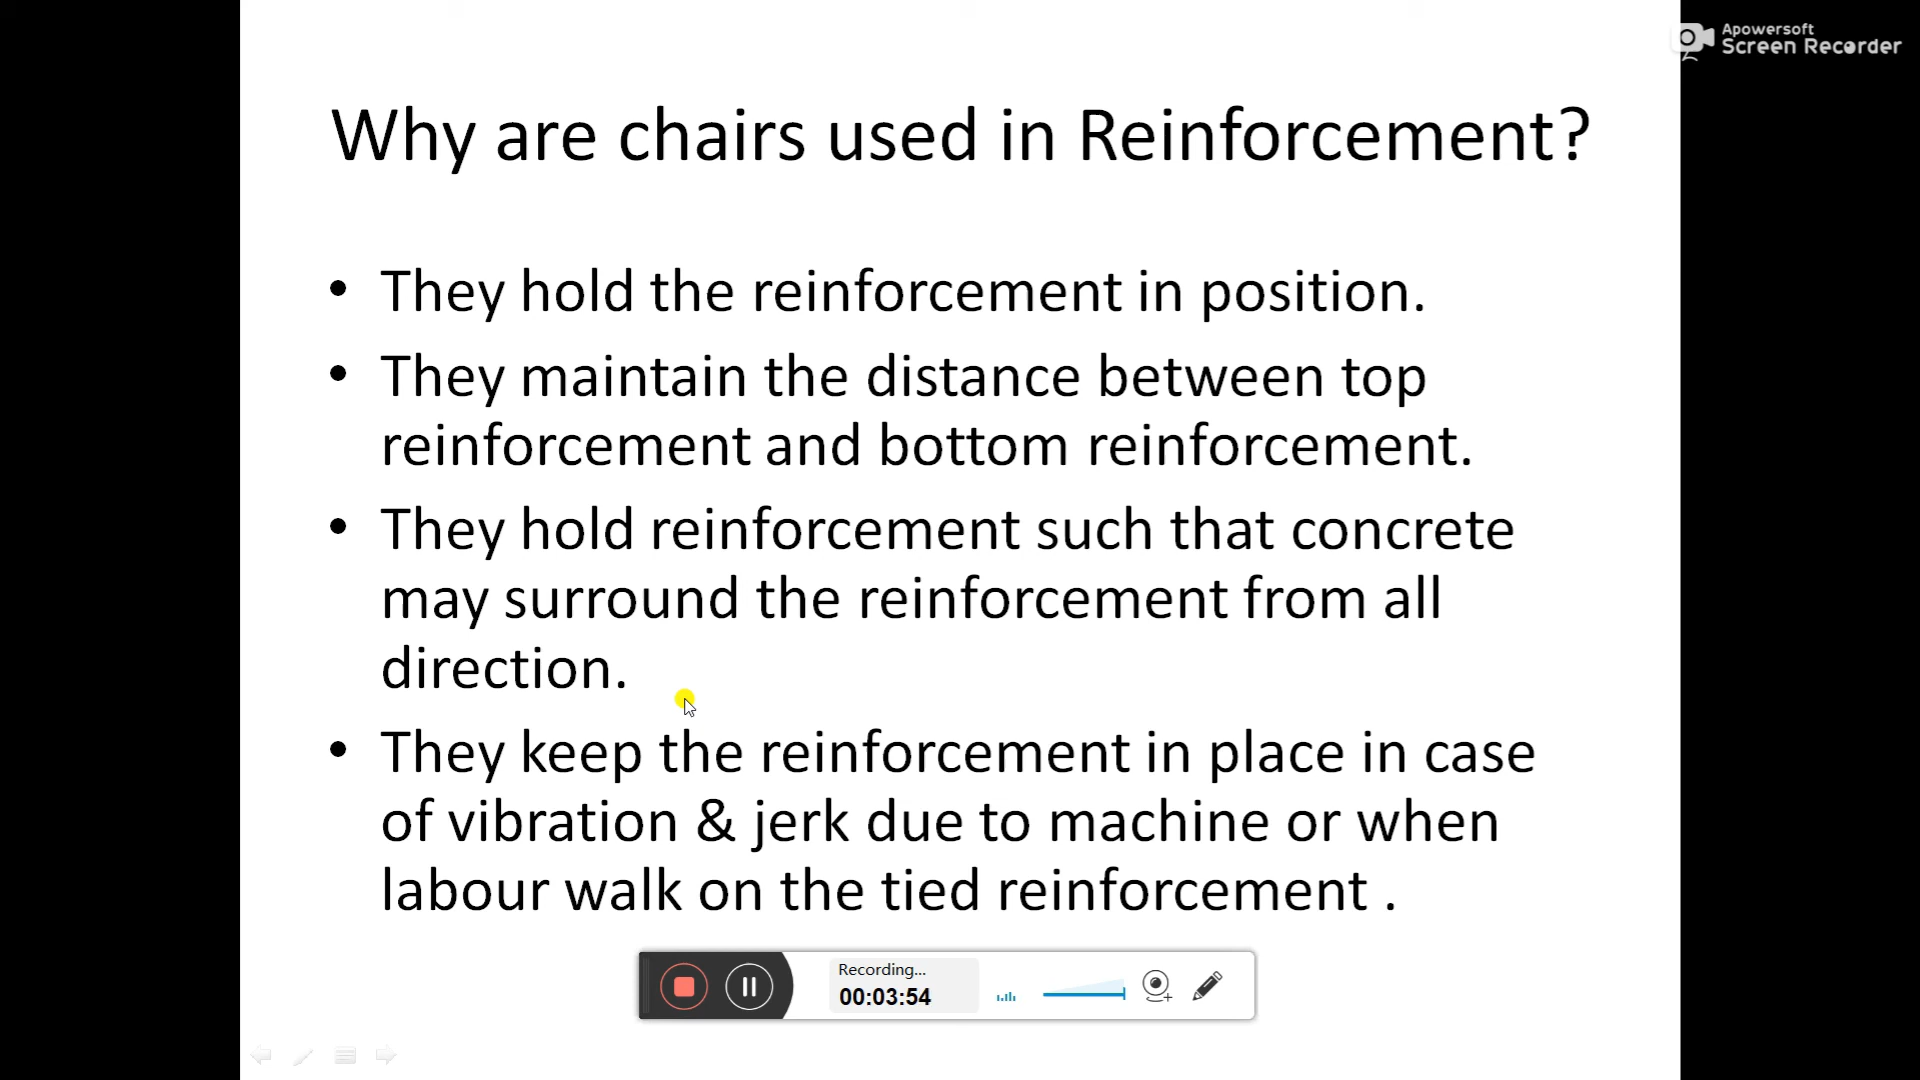 Apowersoft
Screen Recorder
Why are chairs used in Reinforcement?
• They hold the reinforcement in position.
• They maintain the distance between top
reinforcement and bottom reinforcement.
• They hold reinforcement such that concrete
may surround the reinforcement from all
direction.
• They keep the reinforcement in place in case
of vibration & jerk due to machine or when
labour walk on the tied reinforcement .
Recording...
00:03:54